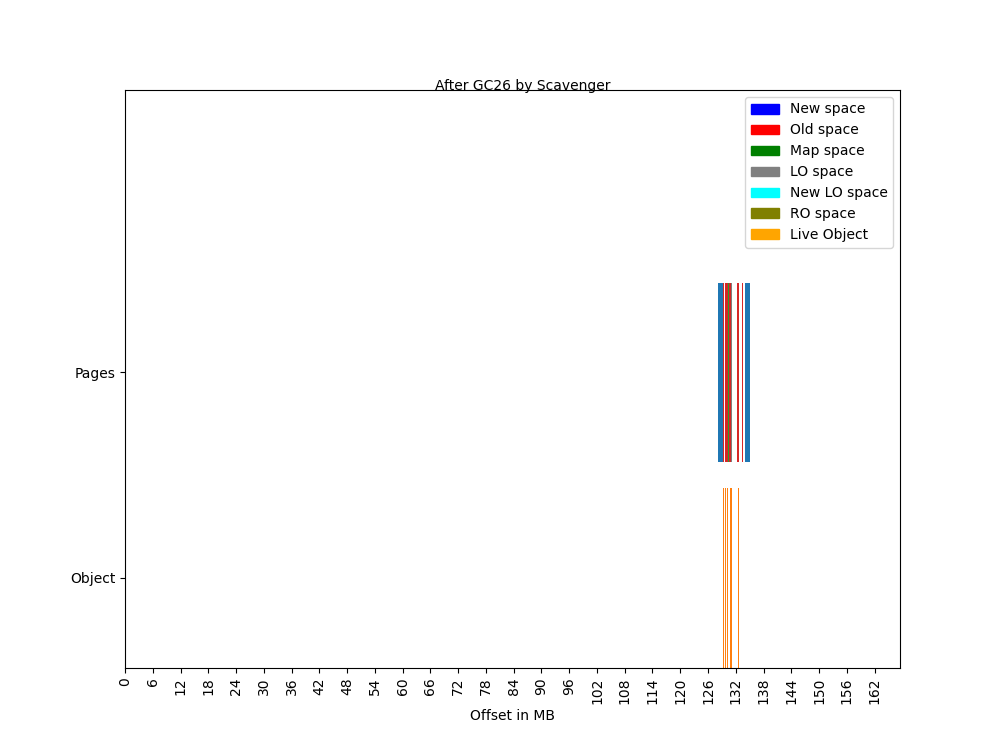 After GC26 by Scavenger
New space
Old space
Map space
LO space
New LO space
RO space
Live Object
Pages
Object
0 6 12 18 24 30 36 42 48 54 60 66 72 78 84 90 96 102 108 114 120 126 132 138 144 150 156 162
Offset in MB